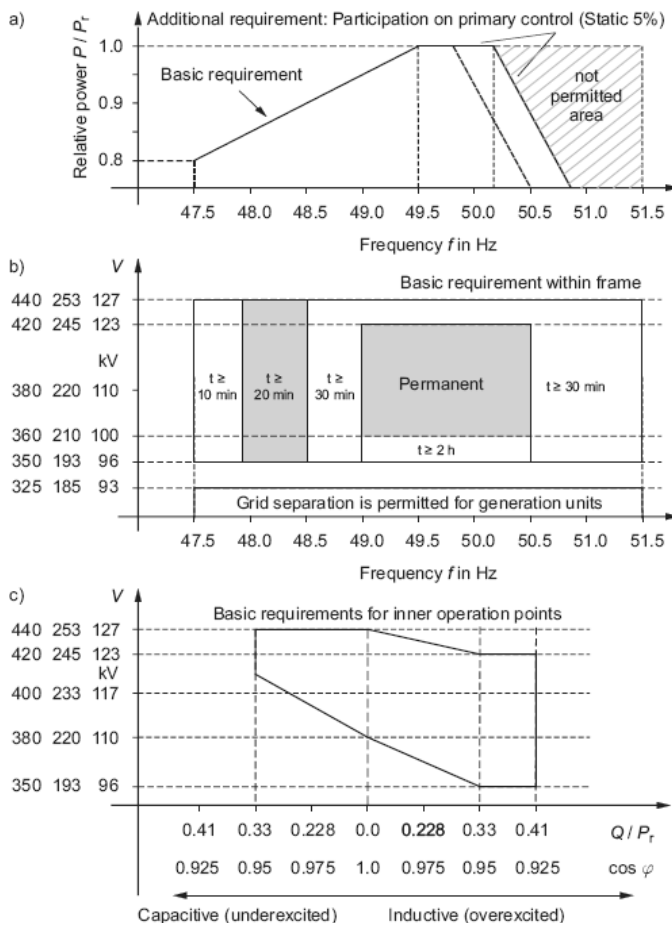 a)
Additional requirement: Participation on primary control (Static 5%)
Relative power P / Pr
1.0
0.9
0.8
Basic requirement
not
permitted
area
47.5 48.0 48.5 49.0 49.5 50.0 50.5 51.0 51.5 Hz
Frequency f in Hz
b)
V
Basic requirement within frame
440 253 127
420 245 123
kV
380 220 110
360 210 100
350 193 96
325 185 93
t ≥
10 min
t ≥
20 min
t ≥
30 min
Permanent
t ≥ 30 min
t ≥ 2 h
Grid separation is permitted for generation units
47.5 48.0 48.5 49.0 49.5 50.0 50.5 51.0 51.5 Hz
Frequency f in Hz
c)
V
Basic requirements for inner operation points
440 253 127
420 245 123
kV
400 233 117
380 220 110
350 193 96
0.41 0.33 0.228 0.0 0.228 0.33 0.41 Q / Pr
0.925 0.95 0.975 1.0 0.975 0.95 0.925 cos φ
Capacitive (underexcited) Inductive (overexcited)